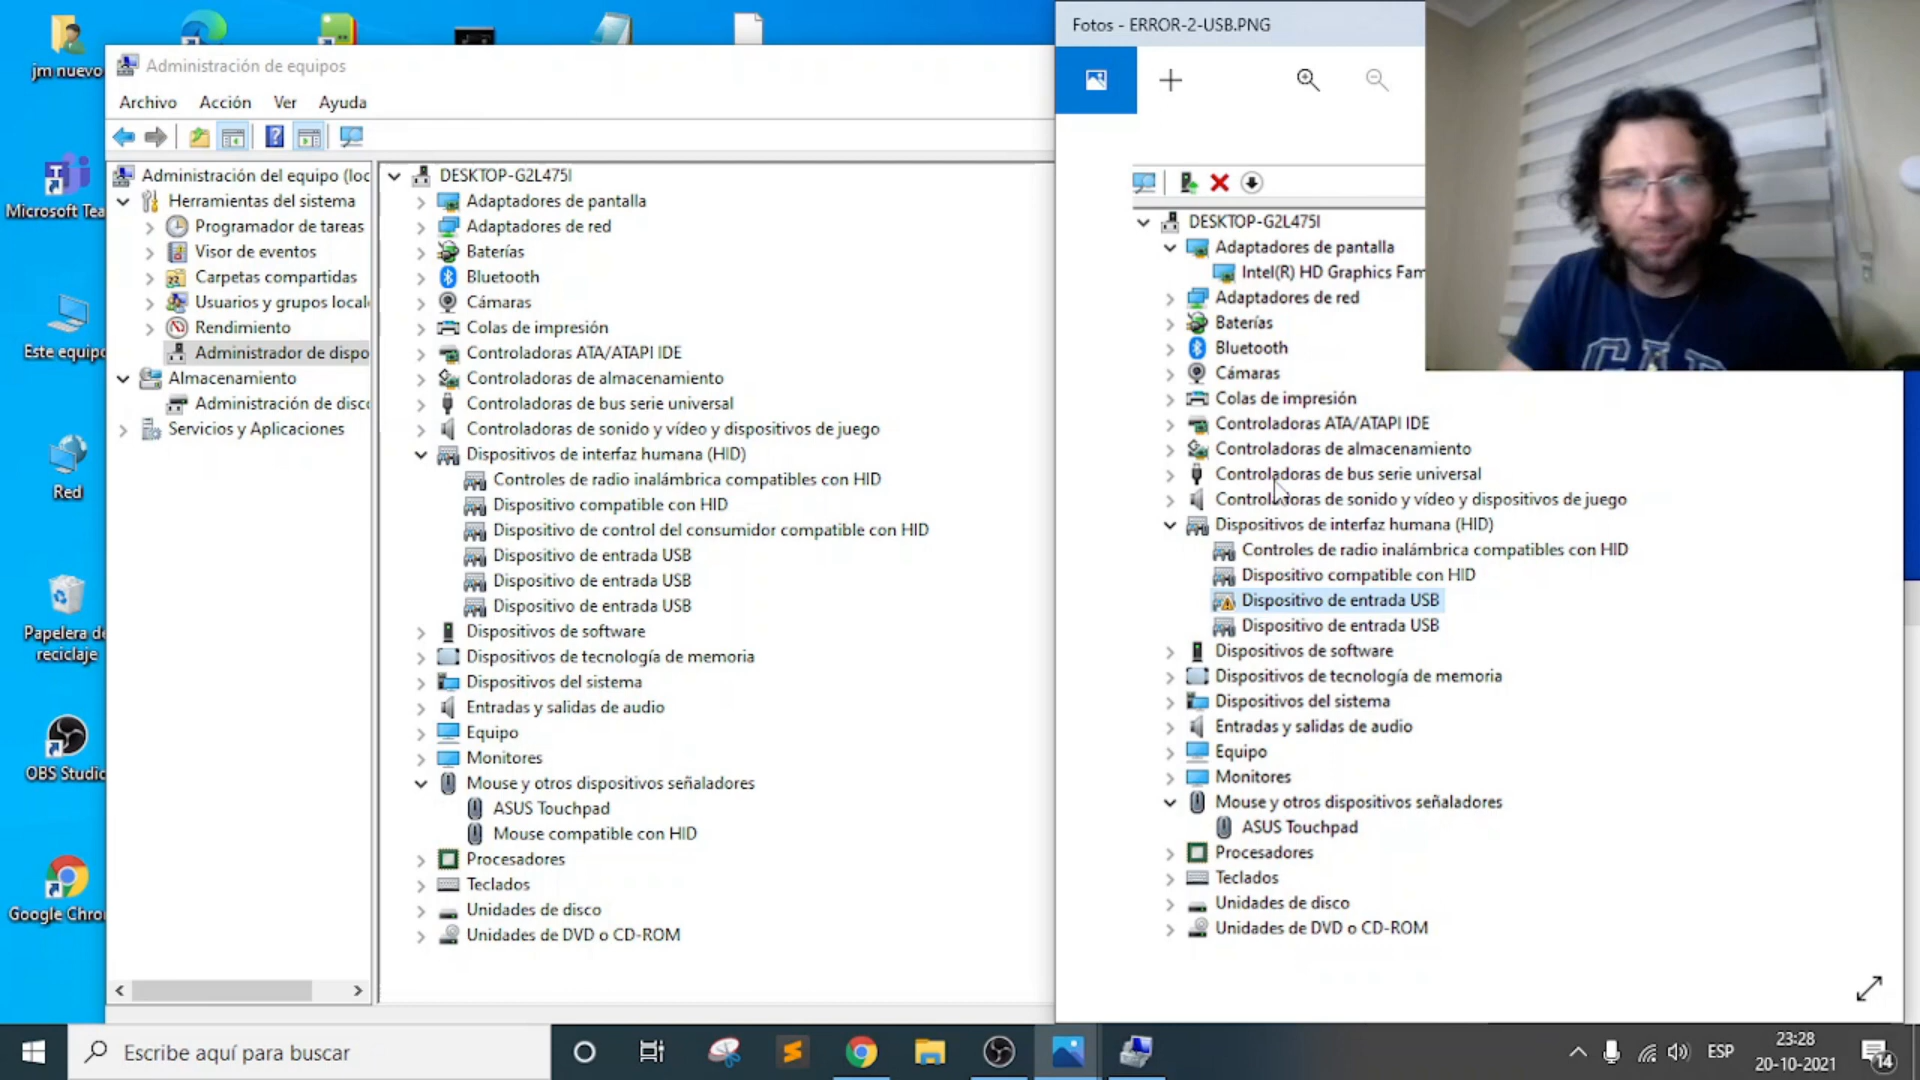 jm nuevo
Microsoft Tea
Este equipo
Red
Papelera de
reciclaje
OBS Studio
Google Chro
Administración de equipos
Archivo Acción Ver Ayuda
Administración del equipo (loc
Herramientas del sistema
Programador de tareas
Visor de eventos
Carpetas compartidas
Usuarios y grupos local
Rendimiento
Administrador de dispo
Almacenamiento
Administración de disc
Servicios y Aplicaciones
DESKTOP-G2L475I
Adaptadores de pantalla
Adaptadores de red
Baterías
Bluetooth
Cámaras
Colas de impresión
Controladoras ATA/ATAPI IDE
Controladoras de almacenamiento
Controladoras de bus serie universal
Controladoras de sonido y vídeo y dispositivos de juego
Dispositivos de interfaz humana (HID)
Controles de radio inalámbrica compatibles con HID
Dispositivo compatible con HID
Dispositivo de control del consumidor compatible con HID
Dispositivo de entrada USB
Dispositivo de entrada USB
Dispositivo de entrada USB
Dispositivos de software
Dispositivos de tecnología de memoria
Dispositivos del sistema
Entradas y salidas de audio
Equipo
Monitores
Mouse y otros dispositivos señaladores
ASUS Touchpad
Mouse compatible con HID
Procesadores
Teclados
Unidades de disco
Unidades de DVD o CD-ROM
Fotos - ERROR-2-USB.PNG
DESKTOP-G2L475I
Adaptadores de pantalla
Intel(R) HD Graphics Fam
Adaptadores de red
Baterías
Bluetooth
Cámaras
Colas de impresión
Controladoras ATA/ATAPI IDE
Controladoras de almacenamiento
Controladoras de bus serie universal
Controladoras de sonido y vídeo y dispositivos de juego
Dispositivos de interfaz humana (HID)
Controles de radio inalámbrica compatibles con HID
Dispositivo compatible con HID
Dispositivo de entrada USB
Dispositivo de entrada USB
Dispositivos de software
Dispositivos de tecnología de memoria
Dispositivos del sistema
Entradas y salidas de audio
Equipo
Monitores
Mouse y otros dispositivos señaladores
ASUS Touchpad
Procesadores
Teclados
Unidades de disco
Unidades de DVD o CD-ROM
Escribe aquí para buscar
ESP
23:28
20-10-2021
14